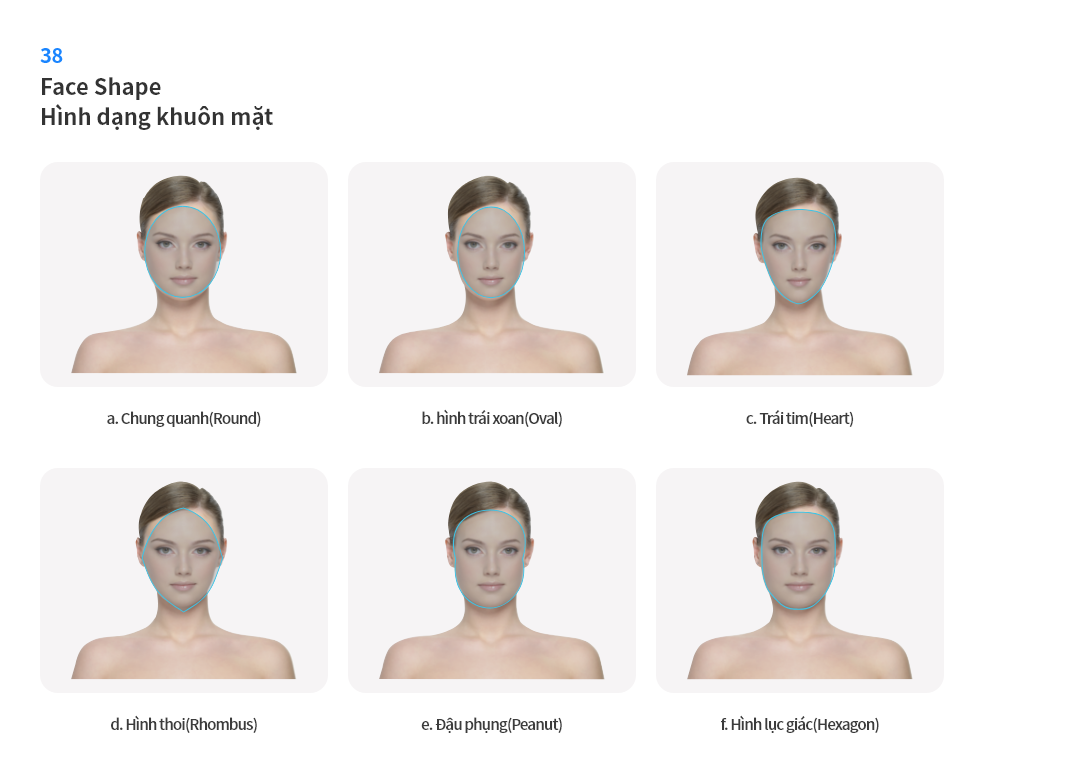 38
Face Shape
Hình dạng khuôn mặt
a. Chung quanh(Round)
b. hình trái xoan(Oval)
c. Trái tim(Heart)
d. Hình thoi(Rhombus)
e. Đậu phụng(Peanut)
f. Hình lục giác(Hexagon)